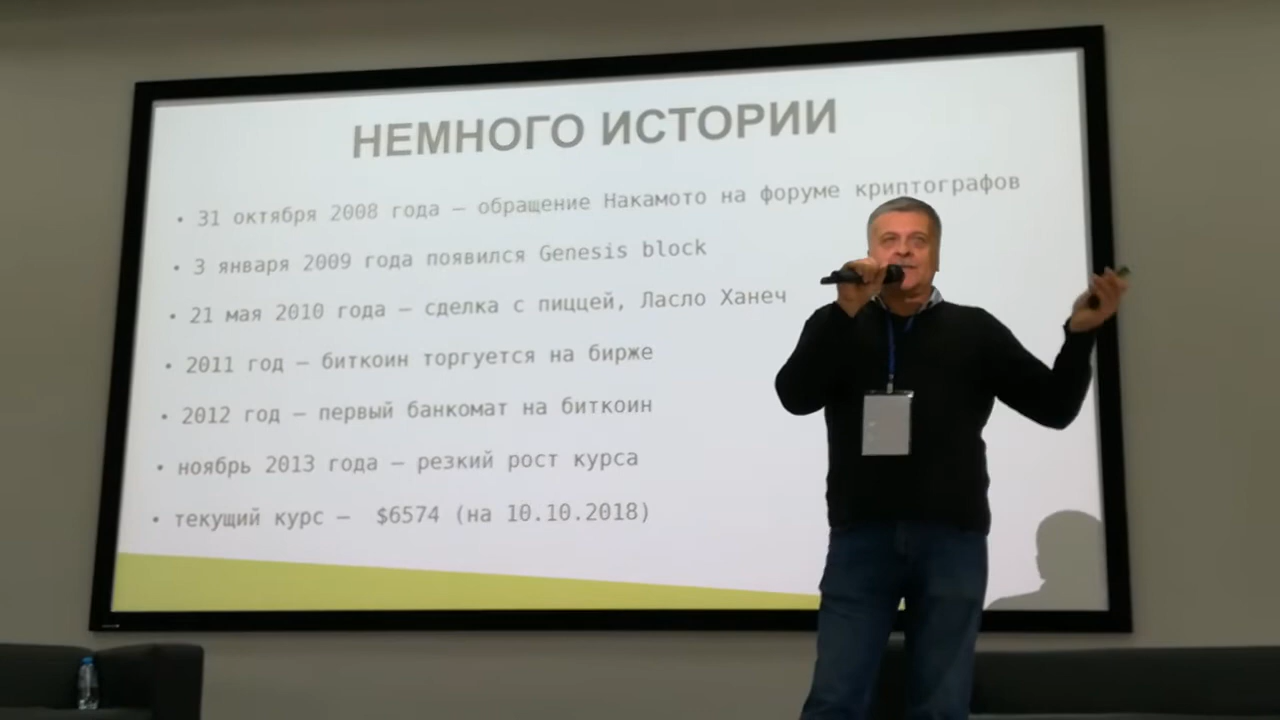 НЕМНОГО ИСТОРИИ
• 31 октября 2008 года – обращение Накамото на форуме криптографов
• 3 января 2009 года появился Genesis block
• 21 мая 2010 года – сделка с пиццей, Ласло Ханеч
• 2011 год – биткоин торгуется на бирже
• 2012 год – первый банкомат на биткоин
• ноябрь 2013 года – резкий рост курса
• текущий курс – $6574 (на 10.10.2018)